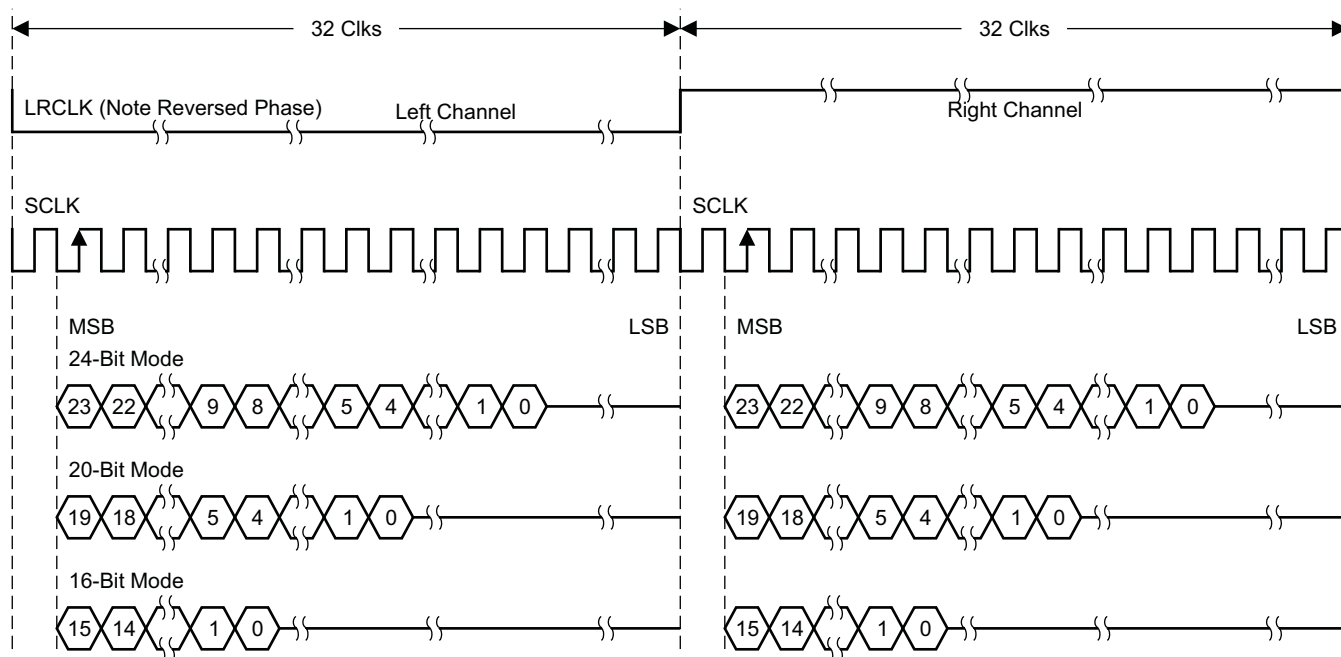 32 Clks 32 Clks
LRCLK (Note Reversed Phase) Left Channel Right Channel
SCLK SCLK
MSB LSB MSB LSB
24-Bit Mode
23 22 9 8 5 4 1 0 23 22 9 8 5 4 1 0
20-Bit Mode
19 18 5 4 1 0 19 18 5 4 1 0
16-Bit Mode
15 14 1 0 15 14 1 0